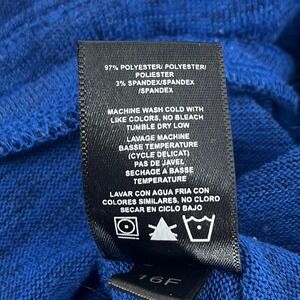 97% POLYESTER/ POLYESTER/
POLIESTER
3% SPANDEX/SPANDEX
/SPANDEX
MACHINE WASH COLD WITH
LIKE COLORS, NO BLEACH
TUMBLE DRY LOW
LAVAGE MACHINE
BASSE TEMPERATURE
(CYCLE DELICAT)
PAS DE JAVEL
SECHAGE A BASSE
TEMPERATURE
LAVAR CON AGUA FRIA CON
COLORES SIMILARES, NO CLORO
SECAR EN CICLO BAJO
16F